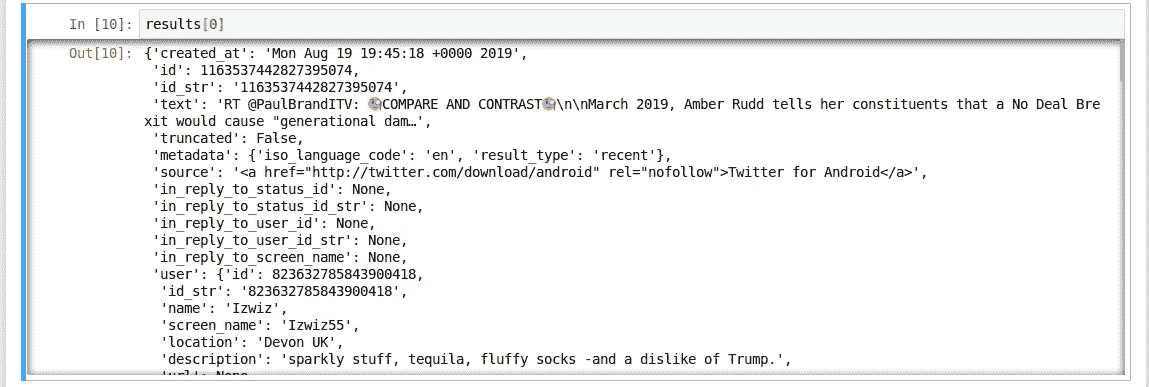 In [10]: results[0]
Out[10]: {'created_at': 'Mon Aug 19 19:45:18 +0000 2019',
'id': 1163537442827395074,
'id_str': '1163537442827395074',
'text': 'RT @PaulBrandITV: 🧐COMPARE AND CONTRAST🧐\n\nMarch 2019, Amber Rudd tells her constituents that a No Deal Bre
xit would cause "generational dam…',
'truncated': False,
'metadata': {'iso_language_code': 'en', 'result_type': 'recent'},
'source': '<a href="http://twitter.com/download/android" rel="nofollow">Twitter for Android</a>',
'in_reply_to_status_id': None,
'in_reply_to_status_id_str': None,
'in_reply_to_user_id': None,
'in_reply_to_user_id_str': None,
'in_reply_to_screen_name': None,
'user': {'id': 823632785843900418,
'id_str': '823632785843900418',
'name': 'Izwiz',
'screen_name': 'Izwiz55',
'location': 'Devon UK',
'description': 'sparkly stuff, tequila, fluffy socks -and a dislike of Trump.',